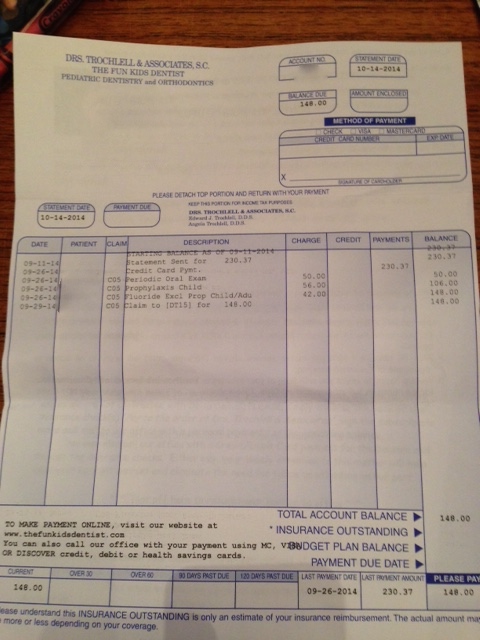 DRS. TROCHLELL & ASSOCIATES, S.C.
THE FUN KIDS DENTIST
PEDIATRIC DENTISTRY and ORTHODONTICS
ACCOUNT NO.
STATEMENT DATE
10-14-2014
BALANCE DUE
148.00
AMOUNT ENCLOSED
METHOD OF PAYMENT
CHECK VISA MASTERCARD
CREDIT CARD NUMBER EXP. DATE
X
SIGNATURE OF CARDHOLDER
PLEASE DETACH TOP PORTION AND RETURN WITH YOUR PAYMENT
STATEMENT DATE
10-14-2014
PAYMENT DUE
KEEP THIS PORTION FOR INCOME TAX PURPOSES
DRS. TROCHLELL & ASSOCIATES, S.C.
Edward J. Trochlell, D.D.S.
Angela Trochlell, D.D.S.
DATE PATIENT CLAIM DESCRIPTION CHARGE CREDIT PAYMENTS BALANCE
STARTING BALANCE AS OF 09-11-2014 230.37
09-11-14 Statement Sent for 230.37 230.37
09-26-14 Credit Card Pymt. 230.37
09-26-14 C05 Periodic Oral Exam 50.00 50.00
09-26-14 C05 Prophylaxis Child 56.00 106.00
09-26-14 C05 Fluoride Excl Prop Child/Adu 42.00 148.00
09-29-14 C05 Claim to [DT15] for 148.00 148.00
TOTAL ACCOUNT BALANCE 148.00
* INSURANCE OUTSTANDING
BUDGET PLAN BALANCE
PAYMENT DUE DATE
TO MAKE PAYMENT ONLINE, visit our website at
www.thefunkidsdentist.com
You can also call our office with your payment using MC, VISA
OR DISCOVER credit, debit or health savings cards.
CURRENT OVER 30 OVER 60 90 DAYS PAST DUE 120 DAYS PAST DUE LAST PAYMENT DATE LAST PAYMENT AMOUNT PLEASE PAY
148.00 09-26-2014 230.37 148.00
ease understand this INSURANCE OUTSTANDING is only an estimate of your insurance reimbursement. The actual amount may
more or less depending on your coverage.